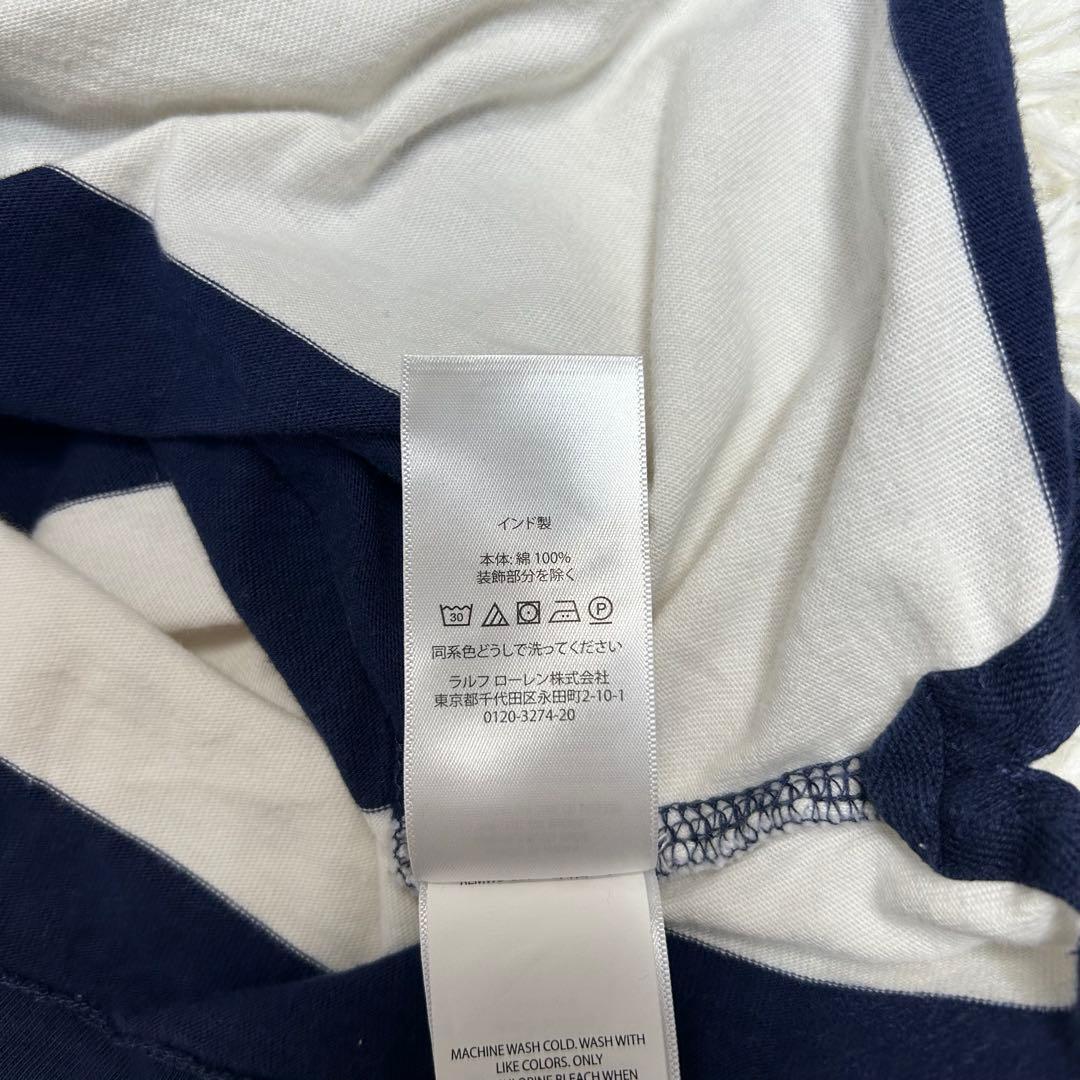 インド製
本体: 綿 100%
装飾部分を除く
30 P
同系色どうしで洗ってください
ラルフ ローレン株式会社
東京都千代田区永田町2-10-1
0120-3274-20
MACHINE WASH COLD. WASH WITH
LIKE COLORS. ONLY
BLEACH WHEN